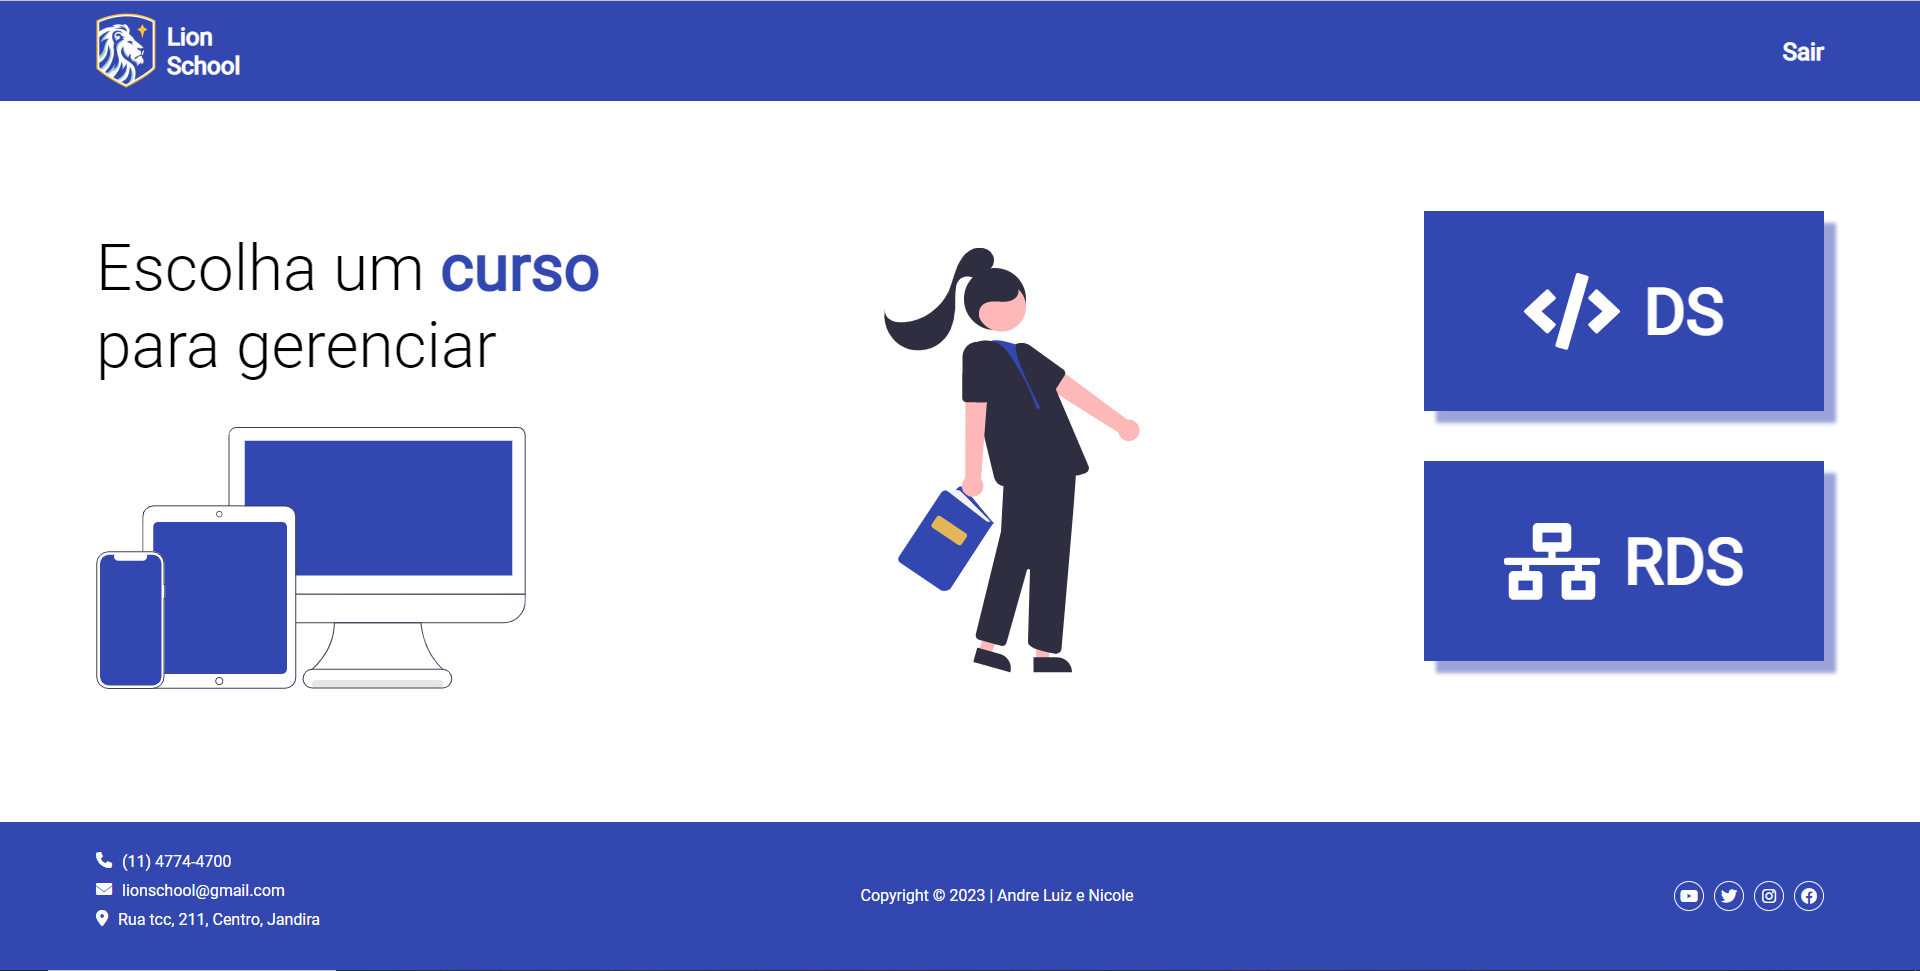 Lion
School
Sair
Escolha um curso
para gerenciar
DS
RDS
(11) 4774-4700
lionschool@gmail.com
Rua tcc, 211, Centro, Jandira
Copyright © 2023 | Andre Luiz e Nicole